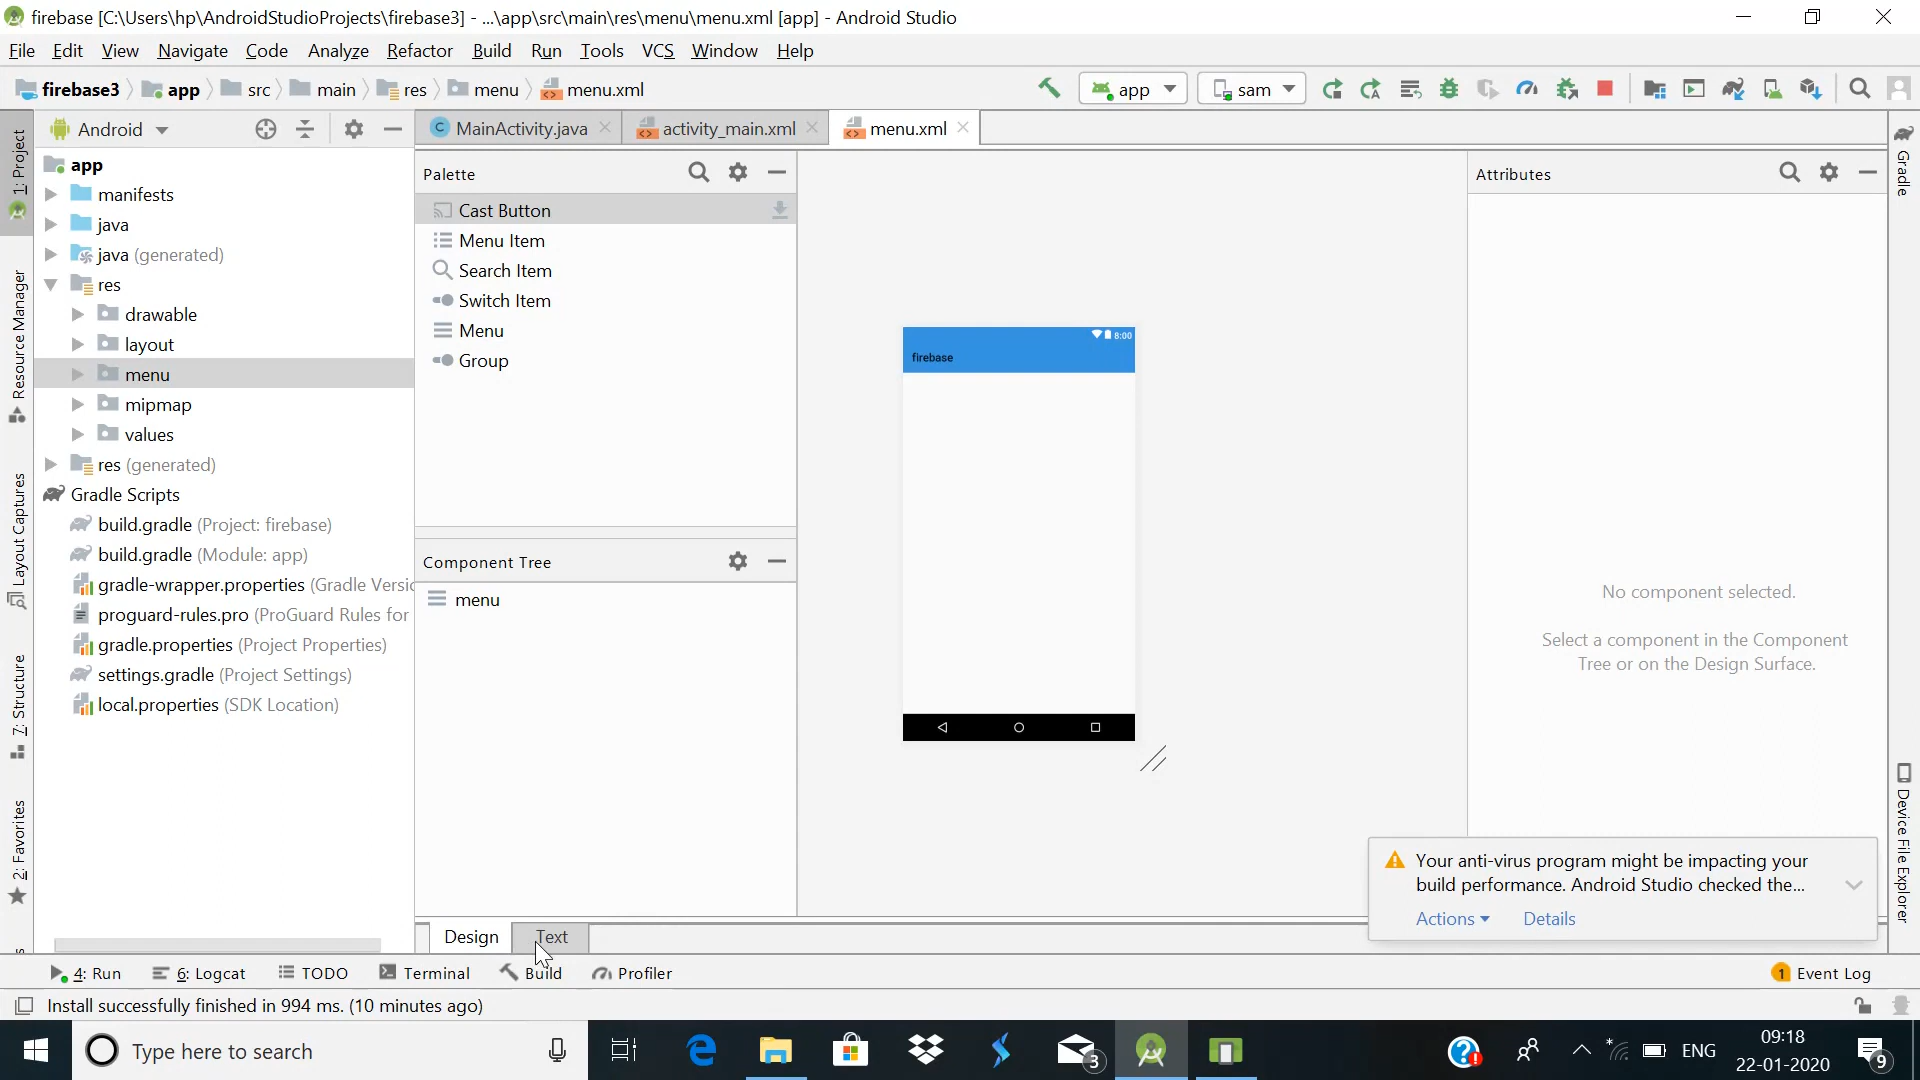 firebase [C:\Users\hp\AndroidStudioProjects\firebase3] - ...\app\src\main\res\menu\menu.xml [app] - Android Studio
File Edit View Navigate Code Analyze Refactor Build Run Tools VCS Window Help
firebase3 app src main res menu menu.xml
app sam
Android
MainActivity.java activity_main.xml menu.xml
1: Project
Resource Manager
Layout Captures
7: Structure
2: Favorites
app
manifests
java
java (generated)
res
drawable
layout
menu
mipmap
values
res (generated)
Gradle Scripts
build.gradle (Project: firebase)
build.gradle (Module: app)
gradle-wrapper.properties (Gradle Versio
proguard-rules.pro (ProGuard Rules for
gradle.properties (Project Properties)
settings.gradle (Project Settings)
local.properties (SDK Location)
Palette
Cast Button
Menu Item
Search Item
Switch Item
Menu
Group
Component Tree
menu
8:00
firebase
Attributes
No component selected.
Select a component in the Component
Tree or on the Design Surface.
Gradle
Device File Explorer
Your anti-virus program might be impacting your
build performance. Android Studio checked the...
Actions Details
Design Text
4: Run 6: Logcat TODO Terminal Build Profiler
1 Event Log
Install successfully finished in 994 ms. (10 minutes ago)
Type here to search
3
ENG
09:18
22-01-2020
9